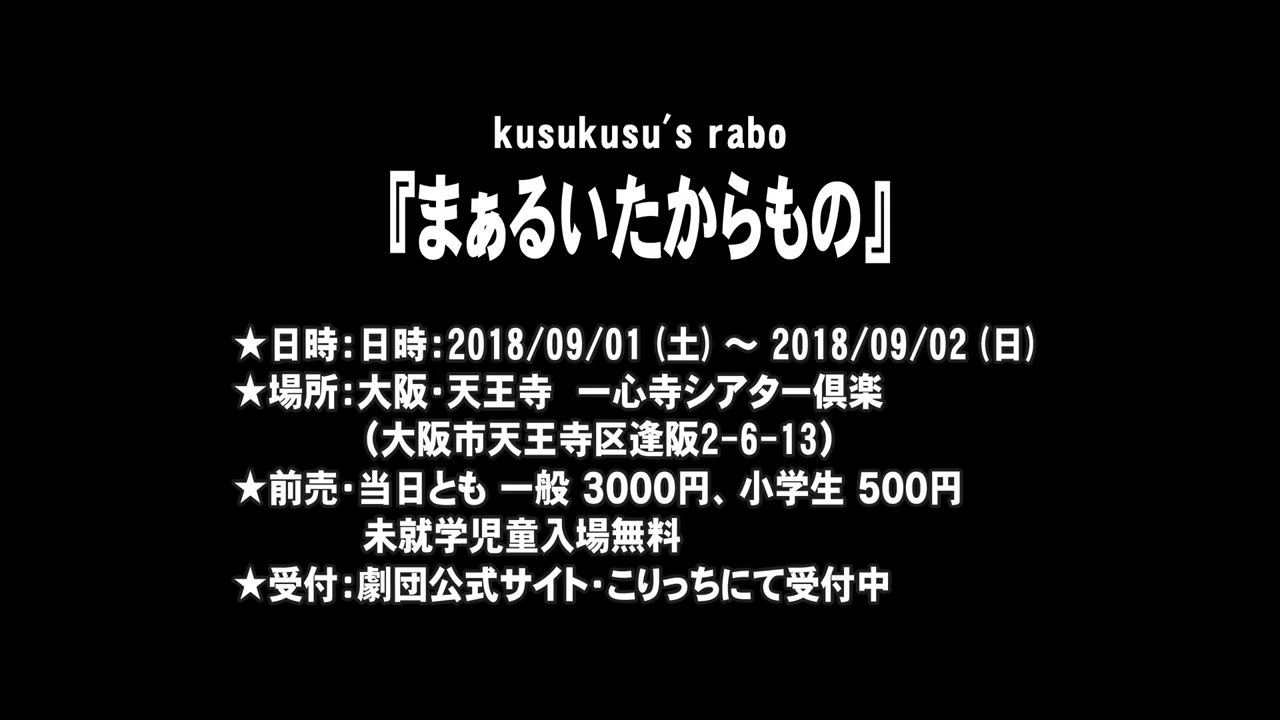 kusukusu's rabo
『まぁるいたからもの』
★日時：日時：2018/09/01 (土) ～ 2018/09/02 (日)
★場所：大阪・天王寺　一心寺シアター倶楽
（大阪市天王寺区逢阪2-6-13）
★前売・当日とも 一般 3000円、小学生 500円
未就学児童入場無料
★受付：劇団公式サイト・こりっちにて受付中